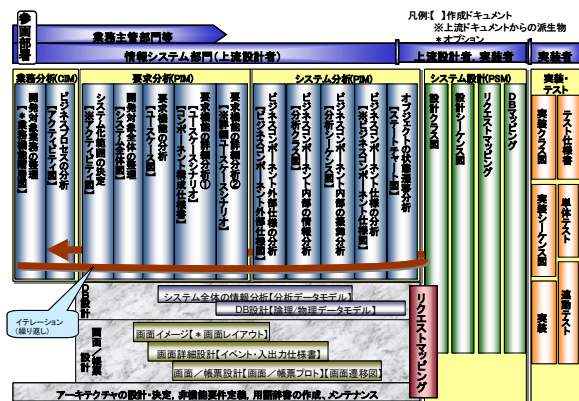 凡例:【 】作成ドキュメント
※上流ドキュメントからの派生物
*オプション
参画部署
業務主管部門等
情報システム部門(上流設計者)
上流設計者,実装者
実装者
業務分析(CIM)
要求分析(PIM)
システム分析(PIM)
システム設計(PSM)
実装・
テスト
開発対象業務の整理
【*業務機能階層図】
ビジネスプロセスの分析
【アクティビティ図】
システム化範囲の決定
【※アクティビティ図】
開発対象全体の整理
【システム全体図】
要求機能の分析
【ユースケース図】
要求機能の詳細分析①
【ユースケースシナリオ】
【コンポーネント構成仕様書】
要求機能の詳細分析②
【※詳細ユースケースシナリオ】
ビジネスコンポーネント外部仕様の分析
【ビジネスコンポーネント外部仕様図】
ビジネスコンポーネント内部の情報分析
【分析クラス図】
ビジネスコンポーネント内部の振舞分析
【分析シーケンス図】
ビジネスコンポーネント仕様の分析
【※ビジネスコンポーネント仕様図】
オブジェクトの状態遷移分析
【ステートチャート図】
設計クラス図
設計シーケンス図
リクエストマッピング
DBマッピング
実装クラス図
実装シーケンス図
実装
テスト仕様書
単体テスト
連動テスト
イテレーション
(繰り返し)
DB設計
システム全体の情報分析【分析データモデル】
DB設計【論理/物理データモデル】
画面/帳票
設計
画面イメージ【*画面レイアウト】
画面詳細設計【イベント・入出力仕様書】
画面/帳票設計【画面/帳票プロト】【画面遷移図】
リクエストマッピング
アーキテクチャの設計・決定,非機能要件定義,用語辞書の作成、メンテナンス